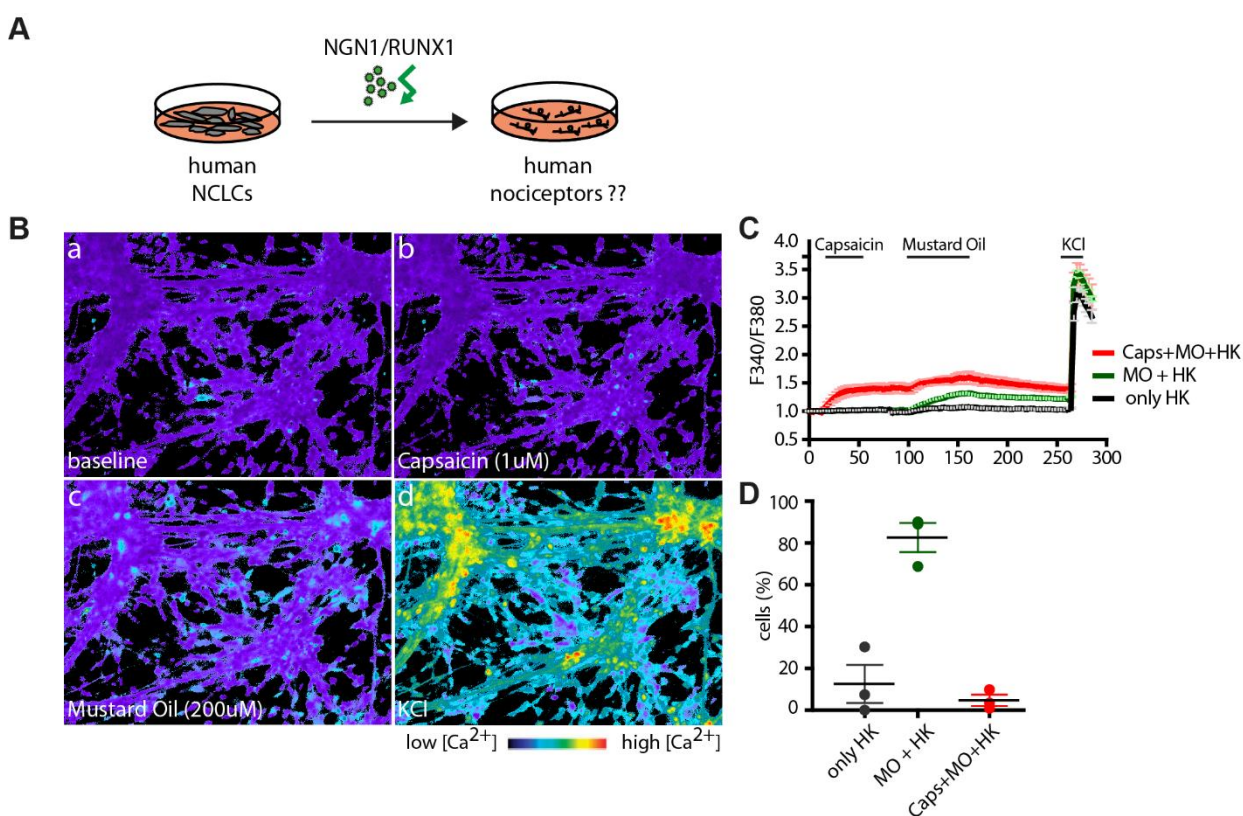 A
NGN1/RUNX1
human
NCLCs
human
nociceptors ??
B
a
baseline
b
Capsaicin (1uM)
c
Mustard Oil (200uM)
d
KCl
low [Ca2+]
high [Ca2+]
C
Capsaicin
Mustard Oil
KCl
4.0
3.5
3.0
2.5
2.0
1.5
1.0
0.5
F340/F380
0
50
100
150
200
250
300
Caps+MO+HK
MO + HK
only HK
D
100
80
60
40
20
0
cells (%)
only HK
MO + HK
Caps+MO+HK